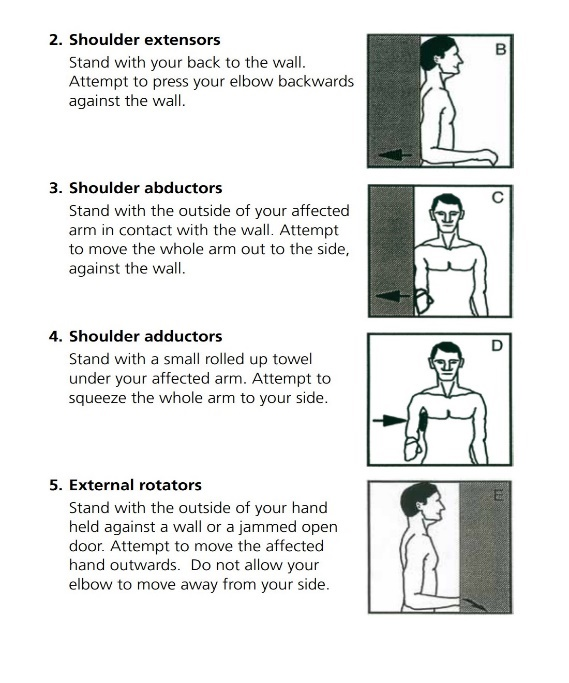 2. Shoulder extensors
Stand with your back to the wall.
Attempt to press your elbow backwards
against the wall.
B
3. Shoulder abductors
Stand with the outside of your affected
arm in contact with the wall. Attempt
to move the whole arm out to the side,
against the wall.
C
4. Shoulder adductors
Stand with a small rolled up towel
under your affected arm. Attempt to
squeeze the whole arm to your side.
D
5. External rotators
Stand with the outside of your hand
held against a wall or a jammed open
door. Attempt to move the affected
hand outwards.  Do not allow your
elbow to move away from your side.
E